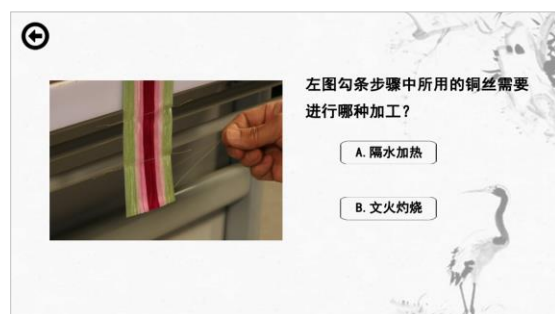 左图勾条步骤中所用的铜丝需要
进行哪种加工？
A.隔水加热
B.文火灼烧